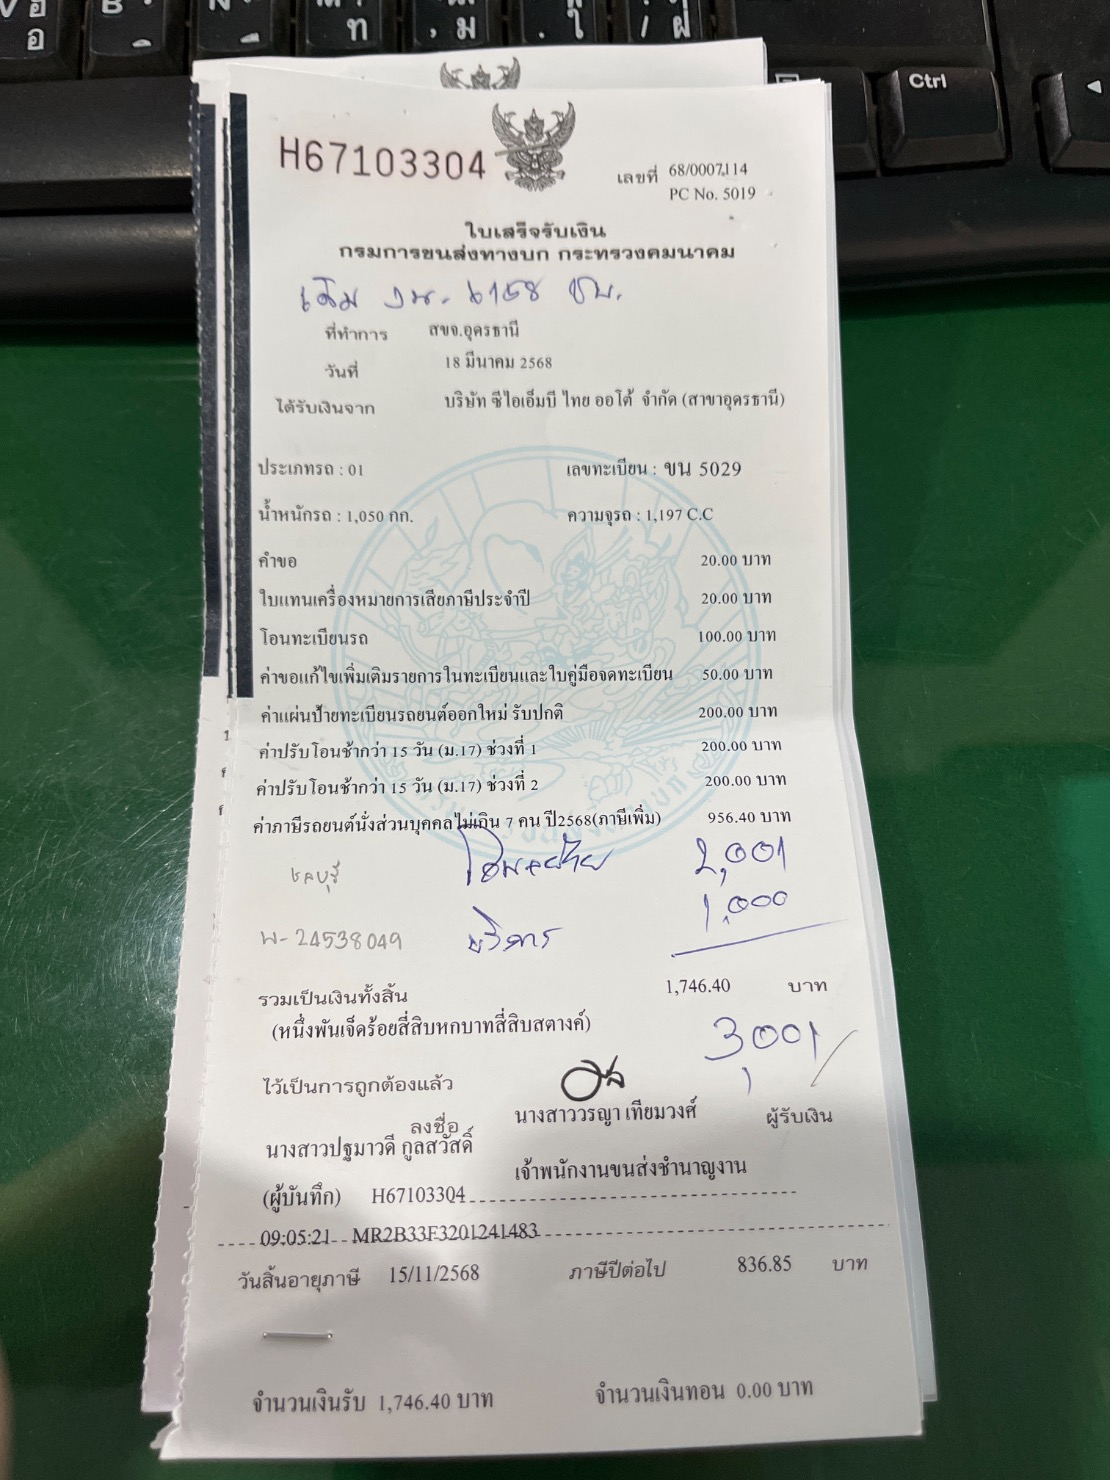 H67103304
เลขที่ 68/0007114
PC No. 5019
ใบเสร็จรับเงิน
กรมการขนส่งทางบก กระทรวงคมนาคม
เดิม งน. 6158 ชบ.
ที่ทำการ สขจ.อุดรธานี
วันที่ 18 มีนาคม 2568
ได้รับเงินจาก บริษัท ซีไอเอ็มบี ไทย ออโต้ จำกัด (สาขาอุดรธานี)
ประเภทรถ : 01 เลขทะเบียน : ขน 5029
น้ำหนักรถ : 1,050 กก. ความจุรถ : 1,197 C.C
คำขอ 20.00 บาท
ใบแทนเครื่องหมายการเสียภาษีประจำปี 20.00 บาท
โอนทะเบียนรถ 100.00 บาท
ค่าขอแก้ไขเพิ่มเติมรายการในทะเบียนและใบคู่มือจดทะเบียน 50.00 บาท
ค่าแผ่นป้ายทะเบียนรถยนต์ออกใหม่ รับปกติ 200.00 บาท
ค่าปรับโอนช้ากว่า 15 วัน (ม.17) ช่วงที่ 1 200.00 บาท
ค่าปรับโอนช้ากว่า 15 วัน (ม.17) ช่วงที่ 2 200.00 บาท
ค่าภาษีรถยนต์นั่งส่วนบุคคลไม่เกิน 7 คน ปี2568(ภาษีเพิ่ม) 956.40 บาท
ชลบุรี 2,001
1,000
พ-24538049 บริการ
รวมเป็นเงินทั้งสิ้น 1,746.40 บาท
(หนึ่งพันเจ็ดร้อยสี่สิบหกบาทสี่สิบสตางค์)
3,001
ไว้เป็นการถูกต้องแล้ว
ลงชื่อ นางสาววรญา เทียมวงศ์ ผู้รับเงิน
นางสาวปฐมาวดี กูลสวัสดิ์
เจ้าพนักงานขนส่งชำนาญงาน
(ผู้บันทึก) H67103304
09:05:21 MR2B33F3201241483
วันสิ้นอายุภาษี 15/11/2568 ภาษีปีต่อไป 836.85 บาท
จำนวนเงินรับ 1,746.40 บาท จำนวนเงินทอน 0.00 บาท
Ctrl